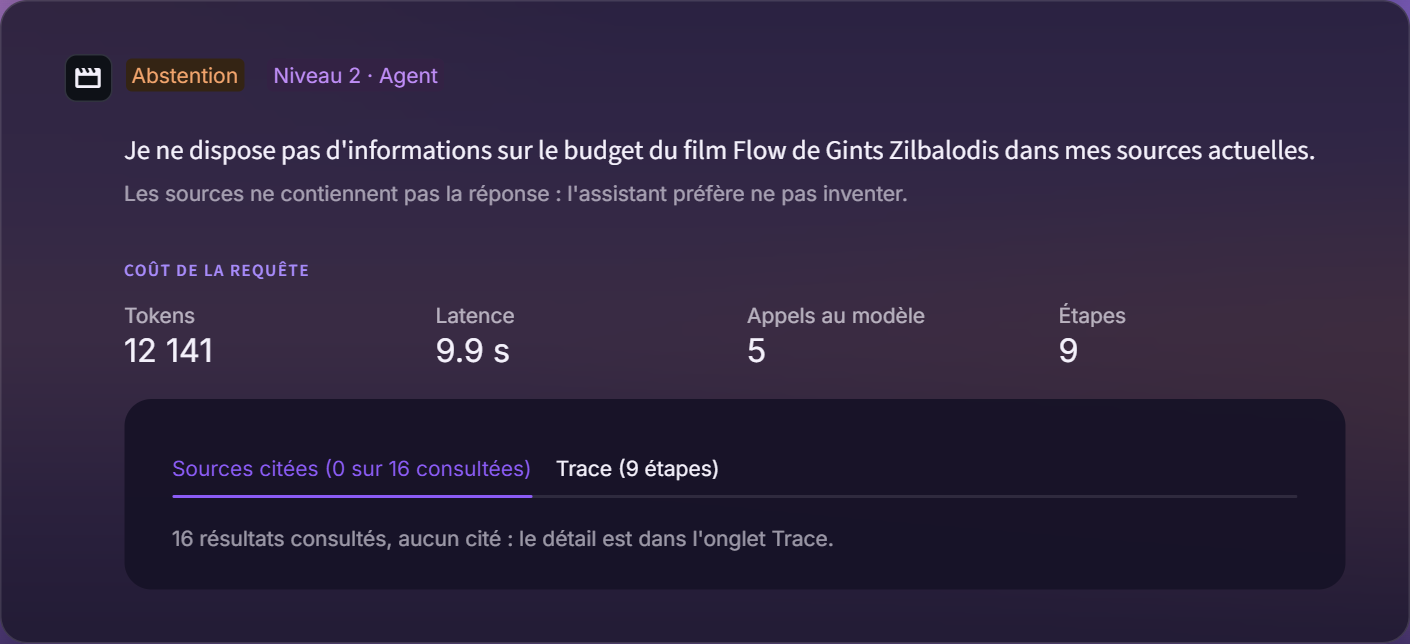 Abstention
Niveau 2 · Agent
Je ne dispose pas d'informations sur le budget du film Flow de Gints Zilbalodis dans mes sources actuelles.
Les sources ne contiennent pas la réponse : l'assistant préfère ne pas inventer.
COÛT DE LA REQUÊTE
Tokens
12 141
Latence
9.9 s
Appels au modèle
5
Étapes
9
Sources citées (0 sur 16 consultées)
Trace (9 étapes)
16 résultats consultés, aucun cité : le détail est dans l'onglet Trace.